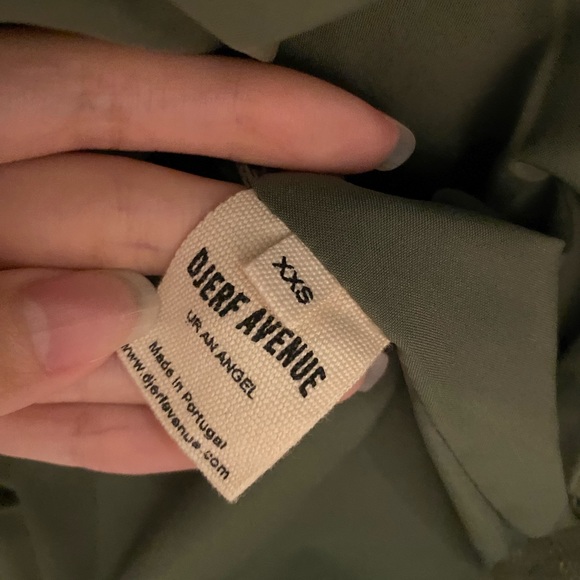 XXS
DJERF AVENUE
UR AN ANGEL
Made in Portugal
www.djerfavenue.com